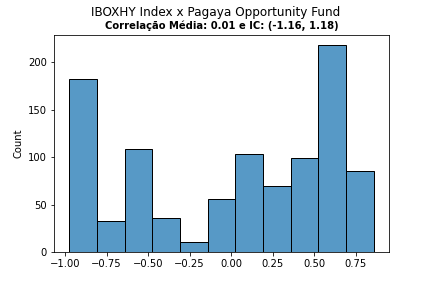 IBOXHY Index x Pagaya Opportunity Fund
Correlação Média: 0.01 e IC: (-1.16, 1.18)
200
150
Count
100
50
0
−1.00 −0.75 −0.50 −0.25 0.00 0.25 0.50 0.75